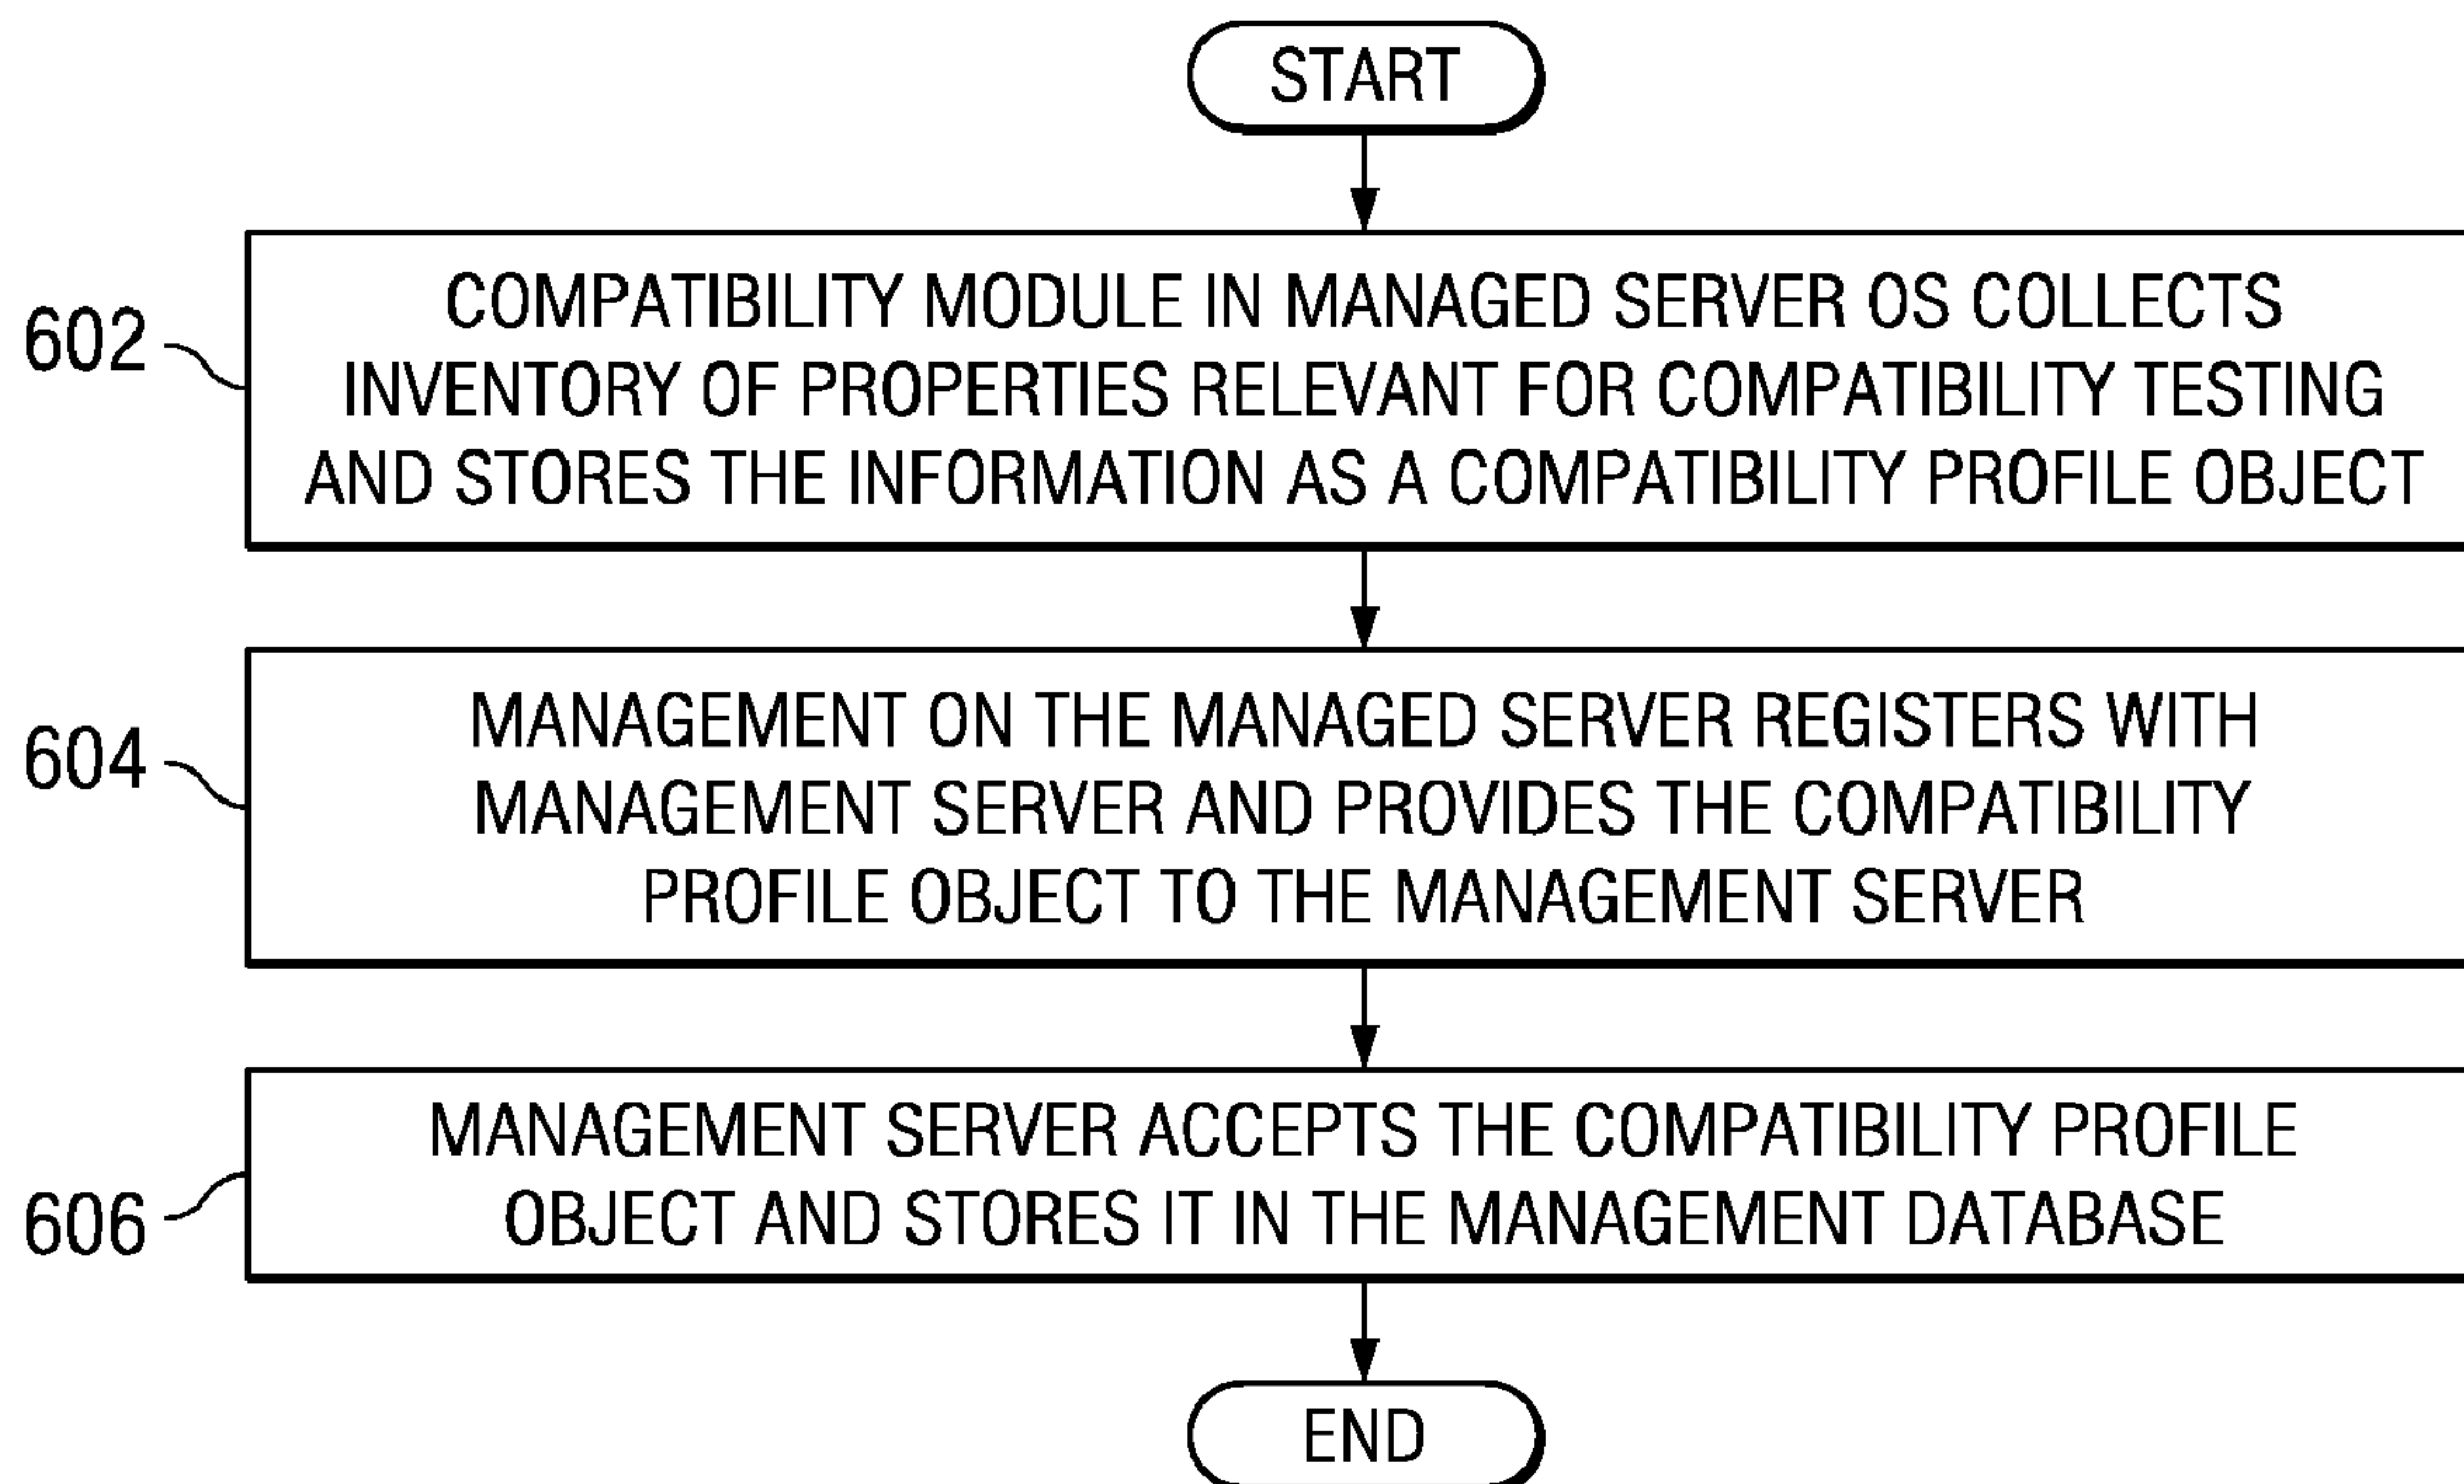 START
602
COMPATIBILITY MODULE IN MANAGED SERVER OS COLLECTS
INVENTORY OF PROPERTIES RELEVANT FOR COMPATIBILITY TESTING
AND STORES THE INFORMATION AS A COMPATIBILITY PROFILE OBJECT
604
MANAGEMENT ON THE MANAGED SERVER REGISTERS WITH
MANAGEMENT SERVER AND PROVIDES THE COMPATIBILITY
PROFILE OBJECT TO THE MANAGEMENT SERVER
606
MANAGEMENT SERVER ACCEPTS THE COMPATIBILITY PROFILE
OBJECT AND STORES IT IN THE MANAGEMENT DATABASE
END